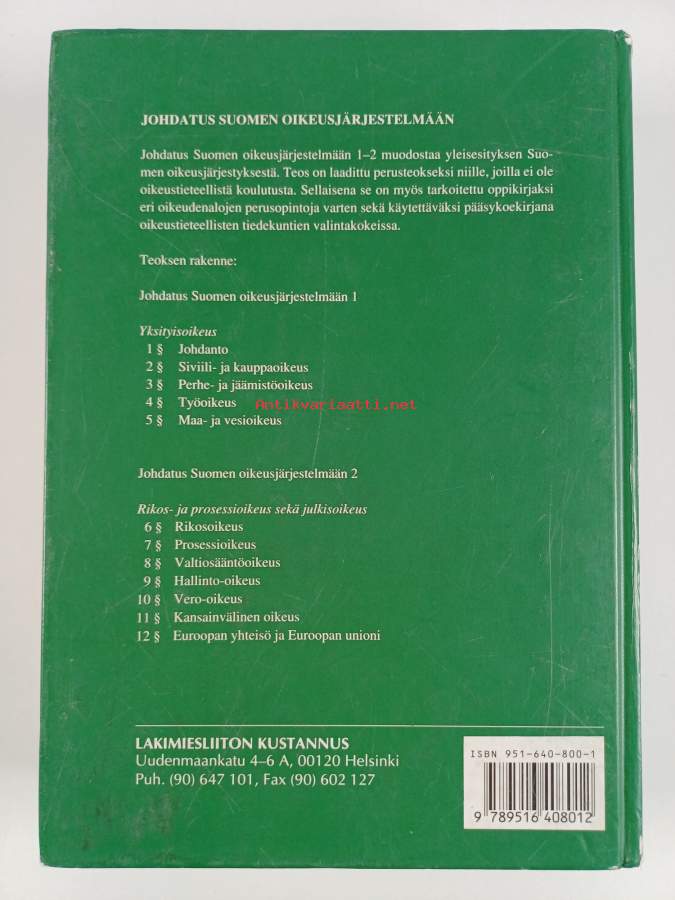 JOHDATUS SUOMEN OIKEUSJÄRJESTELMÄÄN
Johdatus Suomen oikeusjärjestelmään 1–2 muodostaa yleisesityksen Suo-
men oikeusjärjestyksestä. Teos on laadittu perusteokseksi niille, joilla ei ole
oikeustieteellistä koulutusta. Sellaisena se on myös tarkoitettu oppikirjaksi
eri oikeudenalojen perusopintoja varten sekä käytettäväksi pääsykoekirjana
oikeustieteellisten tiedekuntien valintakokeissa.
Teoksen rakenne:
Johdatus Suomen oikeusjärjestelmään 1
Yksityisoikeus
1 § Johdanto
2 § Siviili- ja kauppaoikeus
3 § Perhe- ja jäämistöoikeus
4 § Työoikeus
Antikvariaatti.net
5 § Maa- ja vesioikeus
Johdatus Suomen oikeusjärjestelmään 2
Rikos- ja prosessioikeus sekä julkisoikeus
6 § Rikosoikeus
7 § Prosessioikeus
8 § Valtiosääntöoikeus
9 § Hallinto-oikeus
10 § Vero-oikeus
11 § Kansainvälinen oikeus
12 § Euroopan yhteisö ja Euroopan unioni
LAKIMIESLIITON KUSTANNUS
Uudenmaankatu 4–6 A, 00120 Helsinki
Puh. (90) 647 101, Fax (90) 602 127
ISBN 951-640-800-1
9 789516 408012